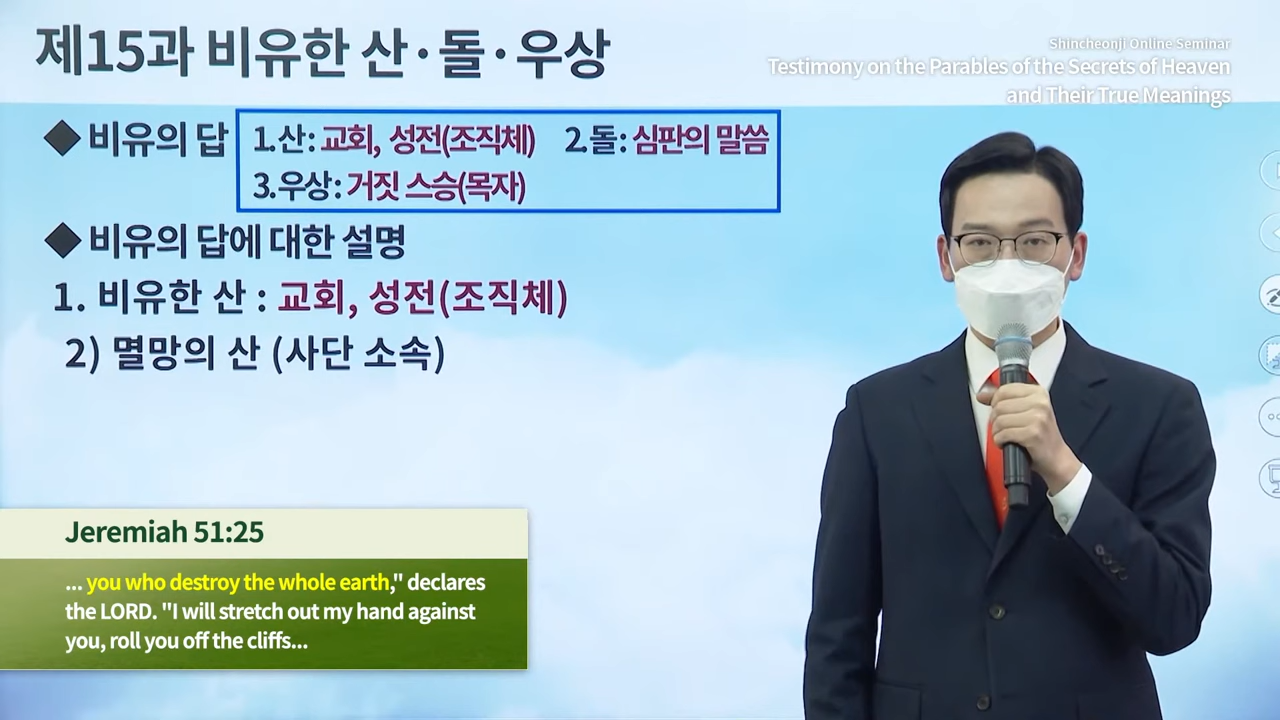 제15과 비유한 산·돌·우상
Shincheonji Online Seminar
Testimony on the Parables of the Secrets of Heaven
and Their True Meanings
◆ 비유의 답 1.산: 교회, 성전(조직체) 2.돌: 심판의 말씀
3.우상: 거짓 스승(목자)
◆ 비유의 답에 대한 설명
1. 비유한 산 : 교회, 성전(조직체)
2) 멸망의 산 (사단 소속)
Jeremiah 51:25
... you who destroy the whole earth," declares
the LORD. "I will stretch out my hand against
you, roll you off the cliffs...